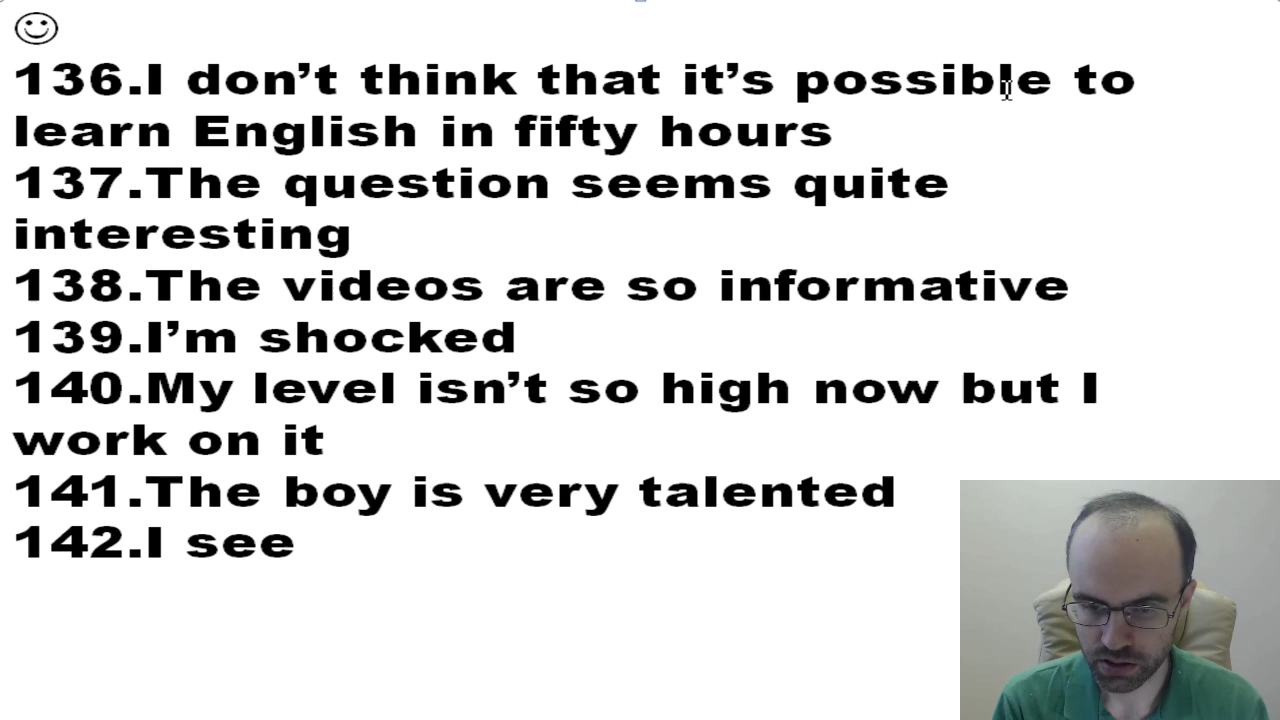 136.I don’t think that it’s possible to
learn English in fifty hours
137.The question seems quite
interesting
138.The videos are so informative
139.I’m shocked
140.My level isn’t so high now but I
work on it
141.The boy is very talented
142.I see